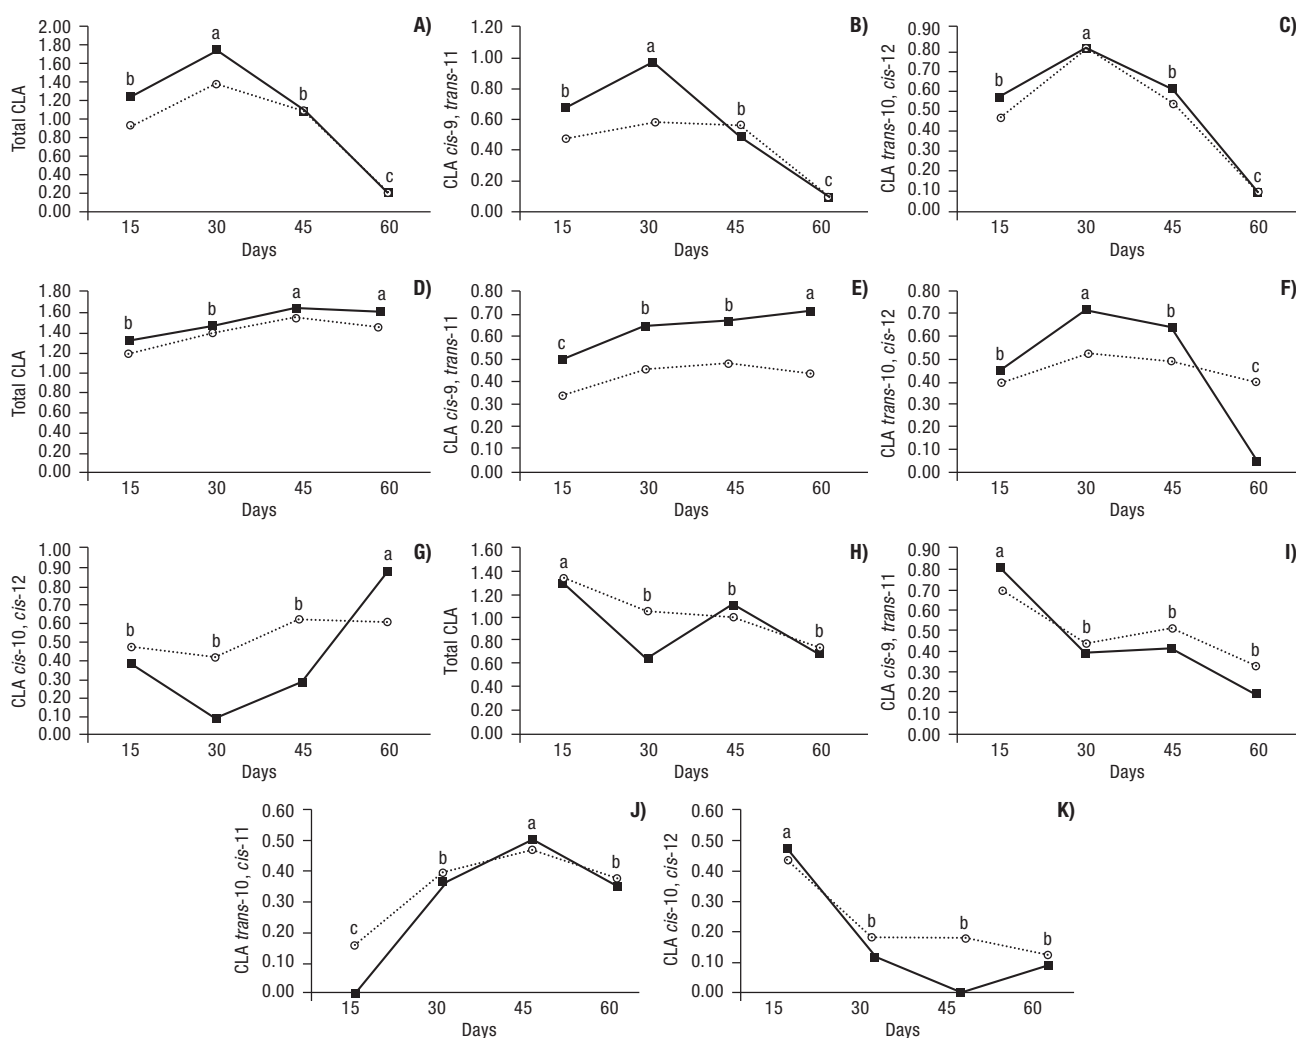 A)
Total CLA
2.00
1.80
1.60
1.40
1.20
1.00
0.80
0.60
0.40
0.20
0.00
b
a
b
c
15 30 45 60
Days
B)
CLA cis-9, trans-11
1.20
1.00
0.80
0.60
0.40
0.20
0.00
b
a
b
c
15 30 45 60
Days
C)
CLA trans-10, cis-12
0.90
0.80
0.70
0.60
0.50
0.40
0.30
0.20
0.10
0.00
b
a
b
c
15 30 45 60
Days
D)
Total CLA
1.80
1.60
1.40
1.20
1.00
0.80
0.60
0.40
0.20
0.00
b
b
a
a
15 30 45 60
Days
E)
CLA cis-9, trans-11
0.80
0.70
0.60
0.50
0.40
0.30
0.20
0.10
0.00
c
b
b
a
15 30 45 60
Days
F)
CLA trans-10, cis-12
0.80
0.70
0.60
0.50
0.40
0.30
0.20
0.10
0.00
b
a
b
c
15 30 45 60
Days
G)
CLA cis-10, cis-12
1.00
0.90
0.80
0.70
0.60
0.50
0.40
0.30
0.20
0.10
0.00
b
b
b
a
15 30 45 60
Days
H)
Total CLA
1.60
1.40
1.20
1.00
0.80
0.60
0.40
0.20
0.00
a
b
b
b
15 30 45 60
Days
I)
CLA cis-9, trans-11
0.90
0.80
0.70
0.60
0.50
0.40
0.30
0.20
0.10
0.00
a
b
b
b
15 30 45 60
Days
J)
CLA trans-10, cis-11
0.60
0.50
0.40
0.30
0.20
0.10
0.00
c
b
a
b
15 30 45 60
Days
K)
CLA cis-10, cis-12
0.60
0.50
0.40
0.30
0.20
0.10
0.00
a
b
b
b
15 30 45 60
Days